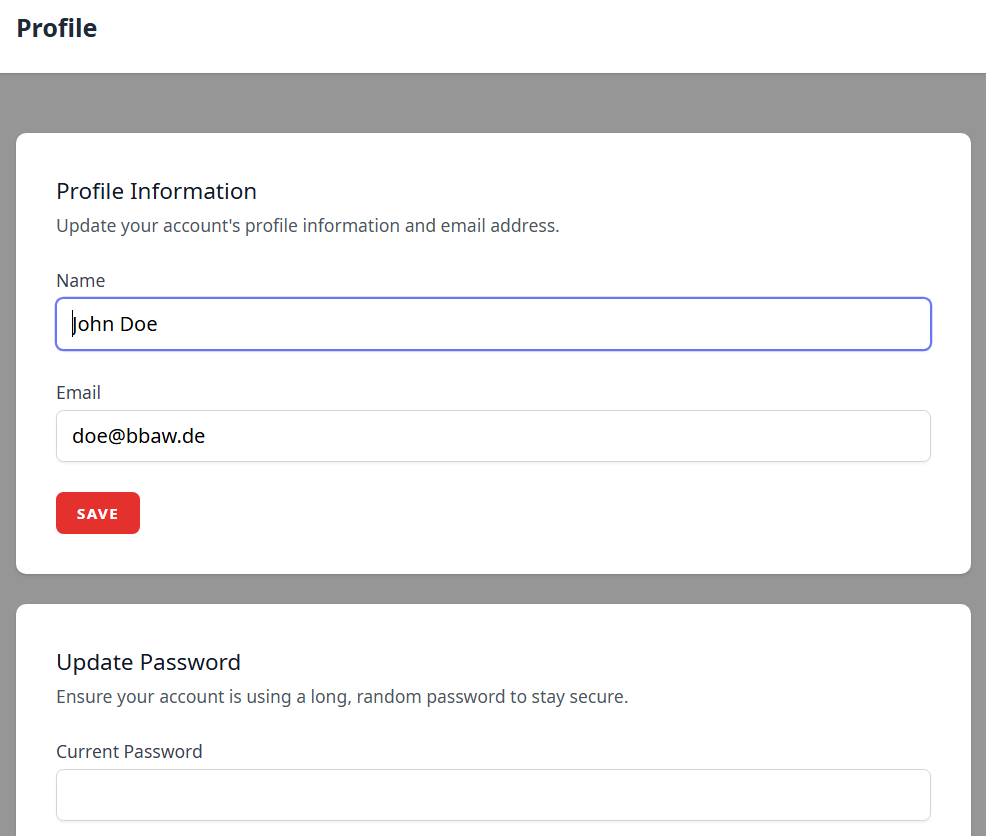 Profile
Profile Information
Update your account's profile information and email address.
Name
John Doe
Email
doe@bbaw.de
SAVE
Update Password
Ensure your account is using a long, random password to stay secure.
Current Password